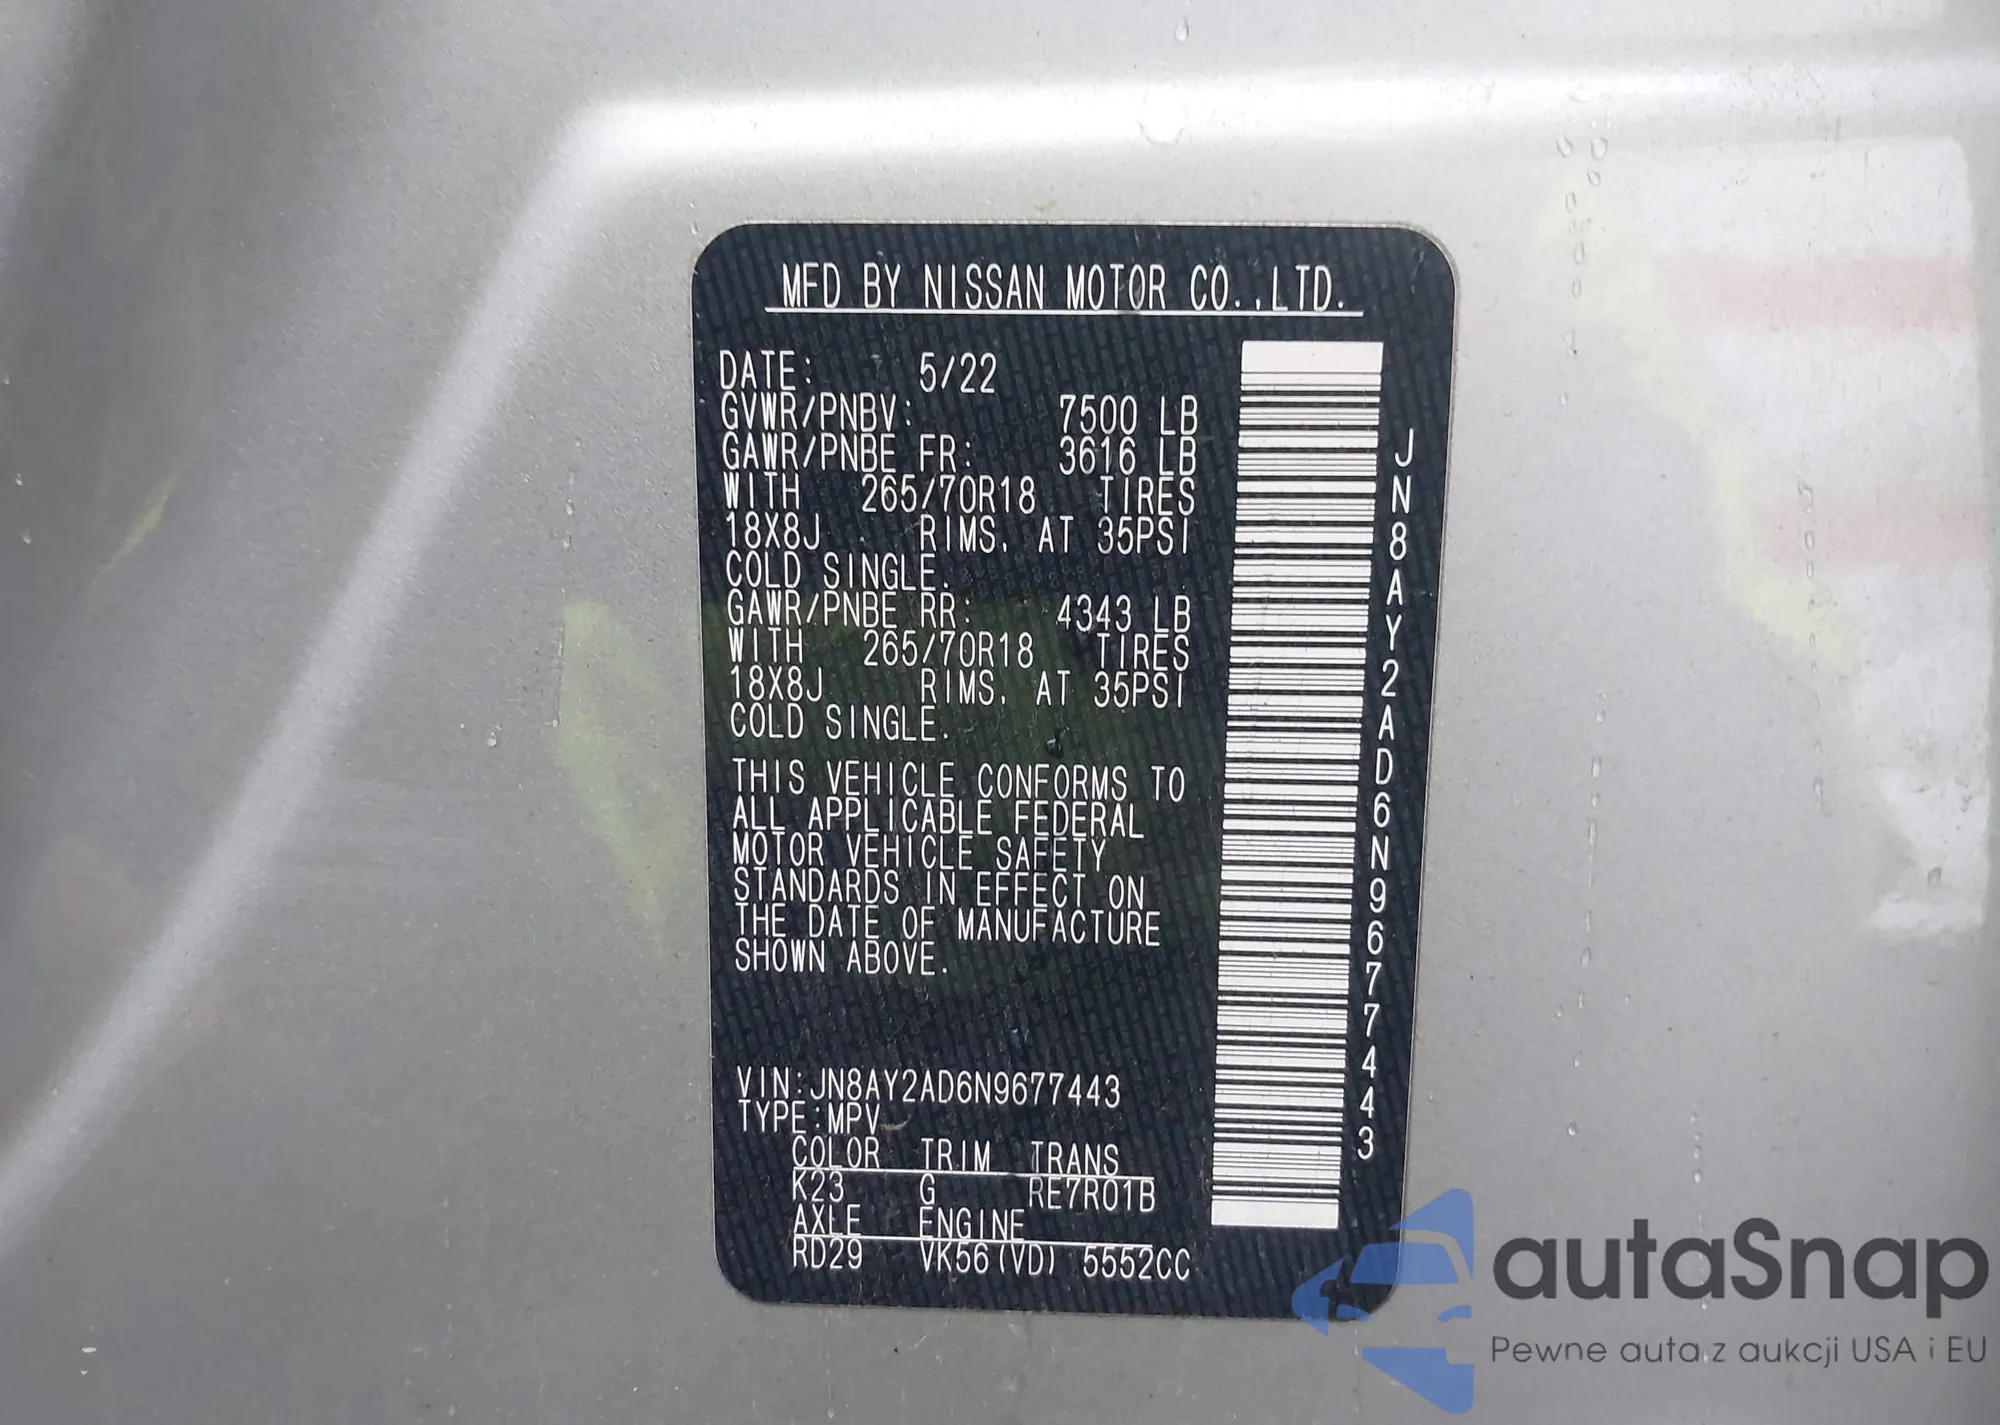 MFD BY NISSAN MOTOR CO.,LTD.
DATE: 5/22
GVWR/PNBV: 7500 LB
GAWR/PNBE FR: 3616 LB
WITH 265/70R18 TIRES
18X8J RIMS. AT 35PSI
COLD SINGLE.
GAWR/PNBE RR: 4343 LB
WITH 265/70R18 TIRES
18X8J RIMS. AT 35PSI
COLD SINGLE.
THIS VEHICLE CONFORMS TO
ALL APPLICABLE FEDERAL
MOTOR VEHICLE SAFETY
STANDARDS IN EFFECT ON
THE DATE OF MANUFACTURE
SHOWN ABOVE.
VIN:JN8AY2AD6N9677443
TYPE:MPV
COLOR TRIM TRANS
K23 G RE7R01B
AXLE ENGINE
RD29 VK56(VD) 5552CC
JN8AY2AD6N9677443
autaSnap
Pewne auta z aukcji USA i EU